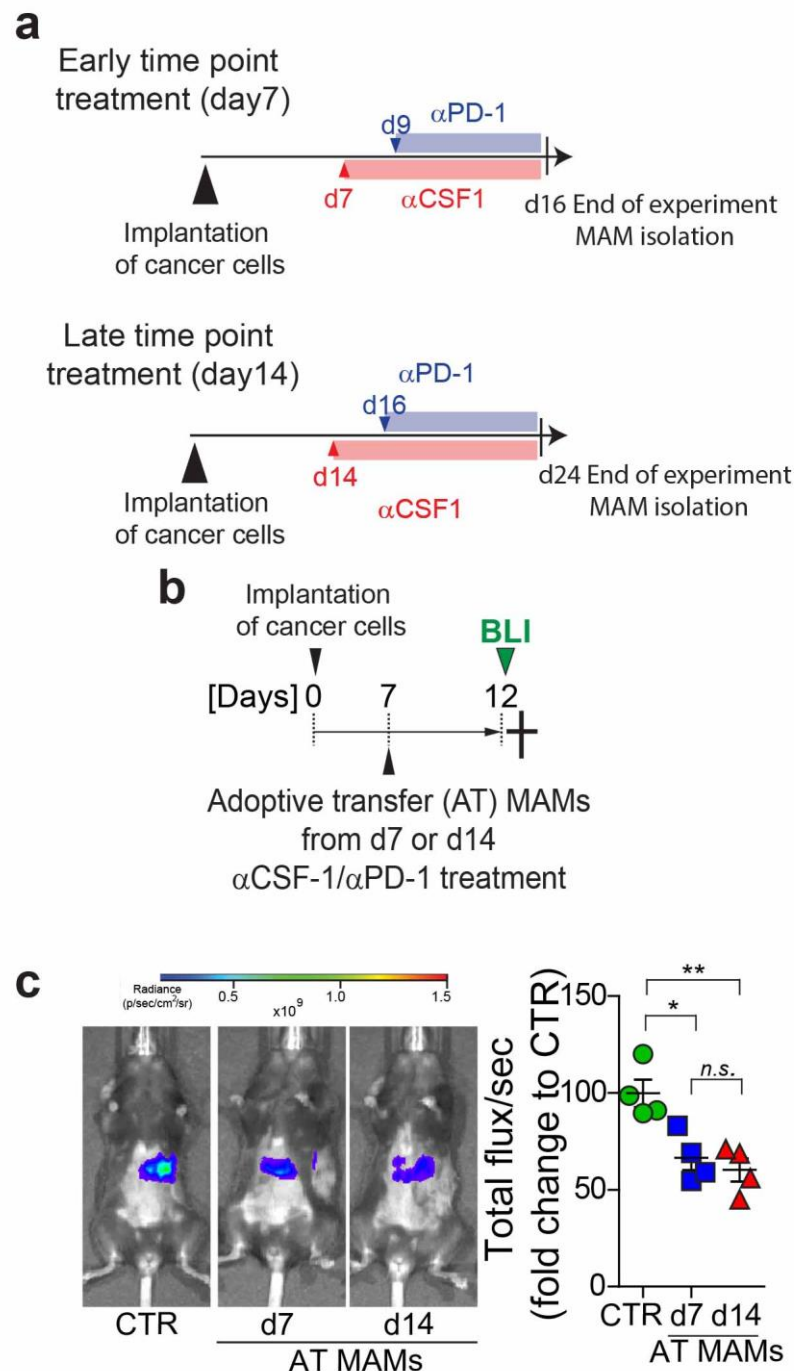 a
Early time point
treatment (day7)
αPD-1
d9
d7
αCSF1
Implantation
of cancer cells
d16 End of experiment
MAM isolation
Late time point
treatment (day14)
αPD-1
d16
d14
αCSF1
Implantation
of cancer cells
d24 End of experiment
MAM isolation
b
Implantation
of cancer cells
BLI
[Days] 0 7 12
Adoptive transfer (AT) MAMs
from d7 or d14
αCSF-1/αPD-1 treatment
c
Radiance
(p/sec/cm²/sr)
0.5 1.0 1.5
x10⁹
CTR d7 d14
AT MAMs
Total flux/sec
(fold change to CTR)
150
100
50
0
**
*
n.s.
CTR d7 d14
AT MAMs